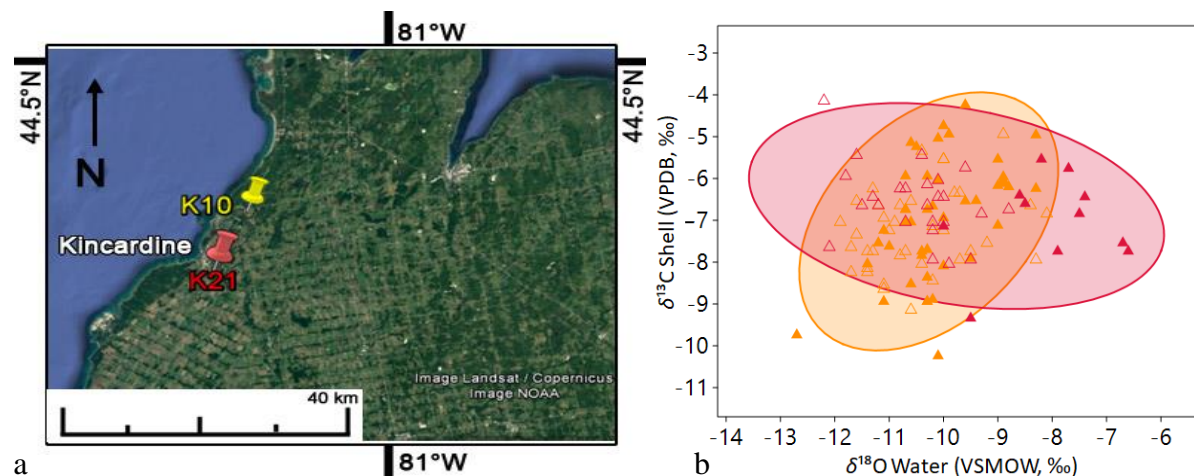 81°W
44.5°N
44.5°N
N
K10
Kincardine
K21
Image Landsat / Copernicus
Image NOAA
40 km
81°W
a
-3
-4
-5
-6
-7
-8
-9
-10
-11
δ¹³C Shell (VPDB, ‰)
-14 -13 -12 -11 -10 -9 -8 -7 -6
δ¹⁸O Water (VSMOW, ‰)
b